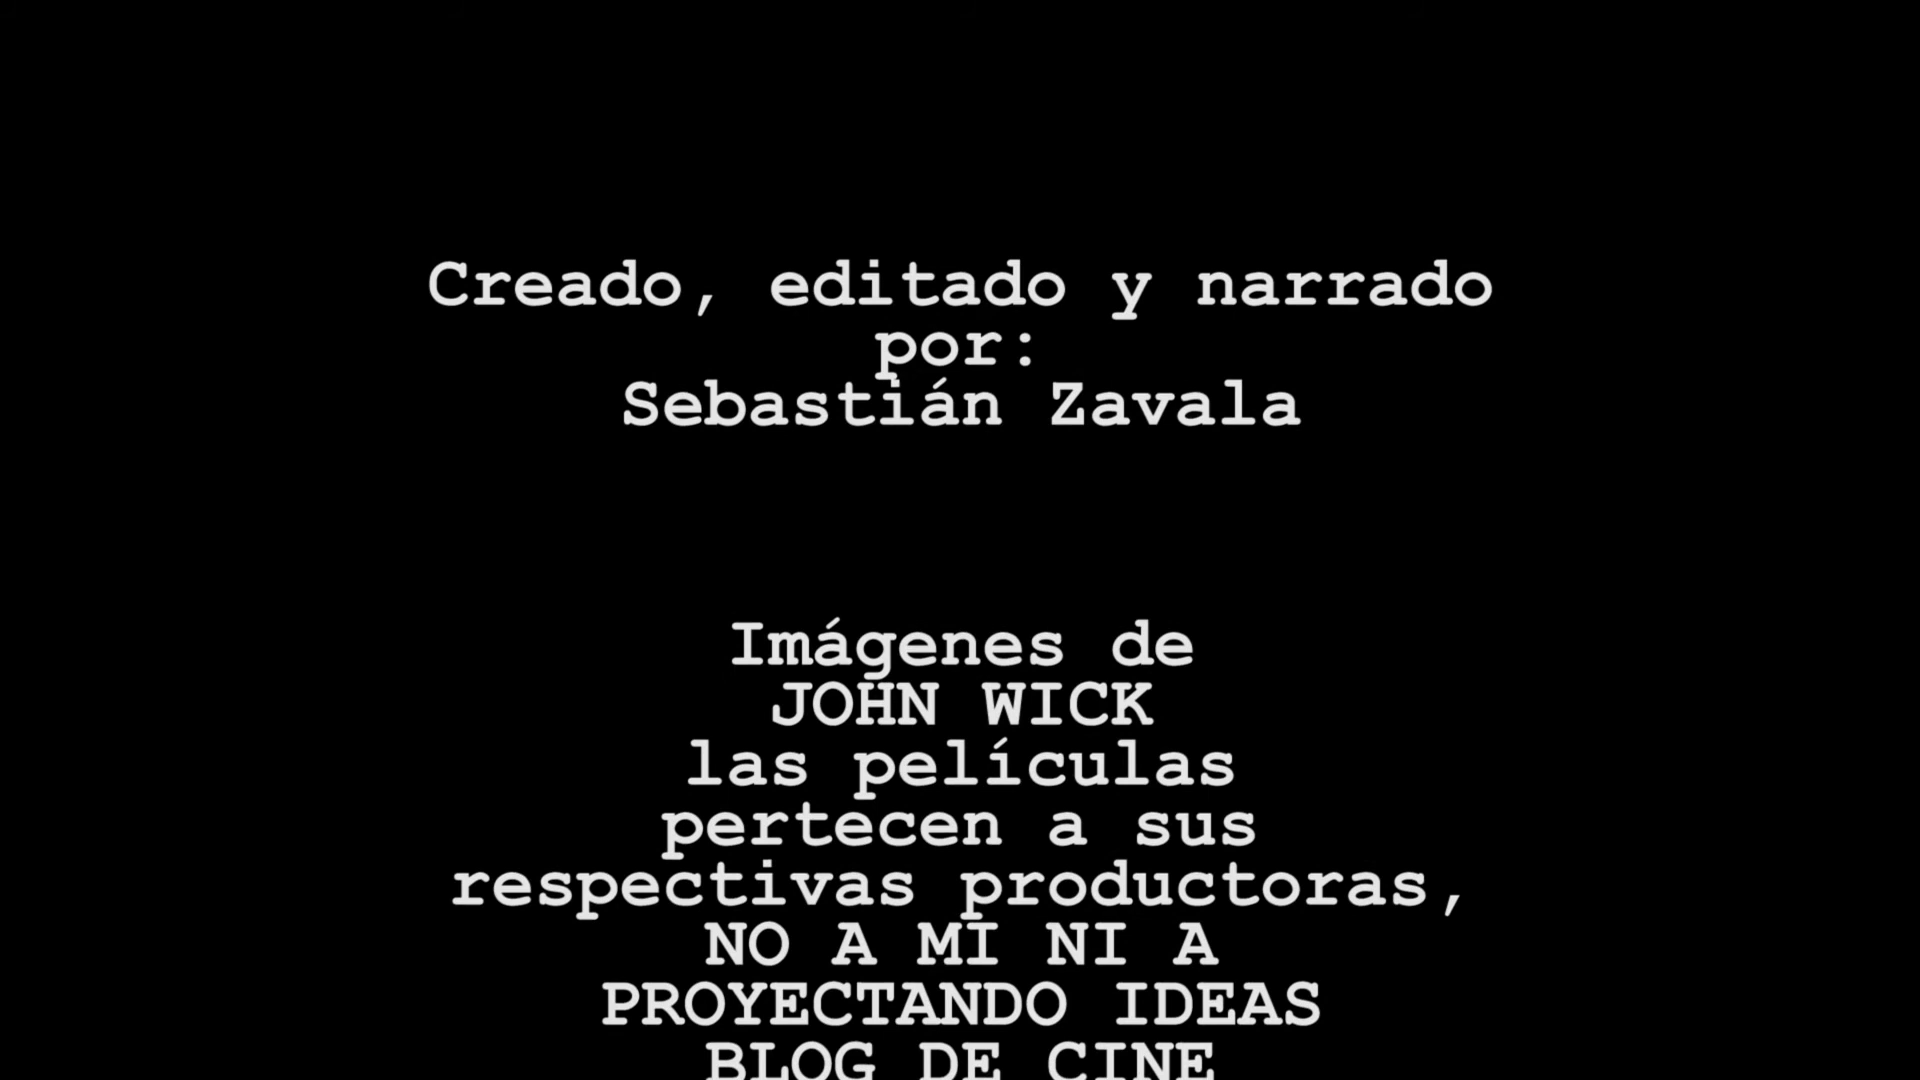 Creado, editado y narrado
por:
Sebastián Zavala
Imágenes de
JOHN WICK
las películas
pertecen a sus
respectivas productoras,
NO A MI NI A
PROYECTANDO IDEAS
BLOG DE CINE